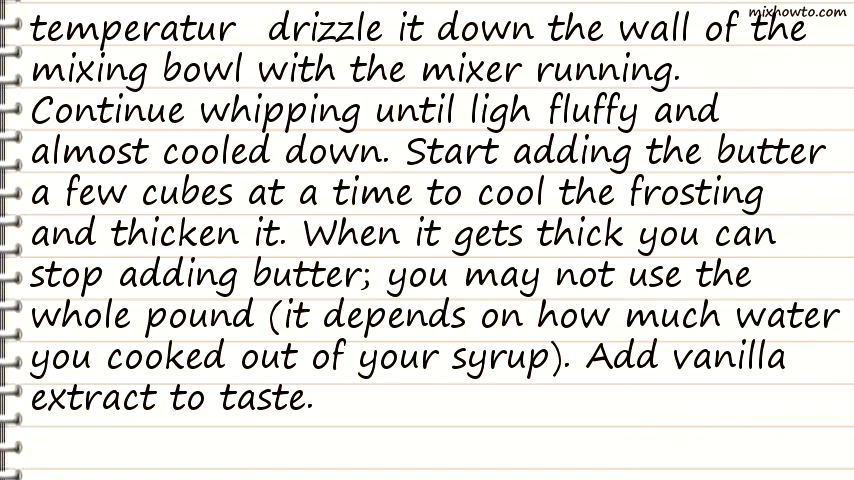 mixhowto.com
temperatur drizzle it down the wall of the
mixing bowl with the mixer running.
Continue whipping until ligh fluffy and
almost cooled down. Start adding the butter
a few cubes at a time to cool the frosting
and thicken it. When it gets thick you can
stop adding butter; you may not use the
whole pound (it depends on how much water
you cooked out of your syrup). Add vanilla
extract to taste.